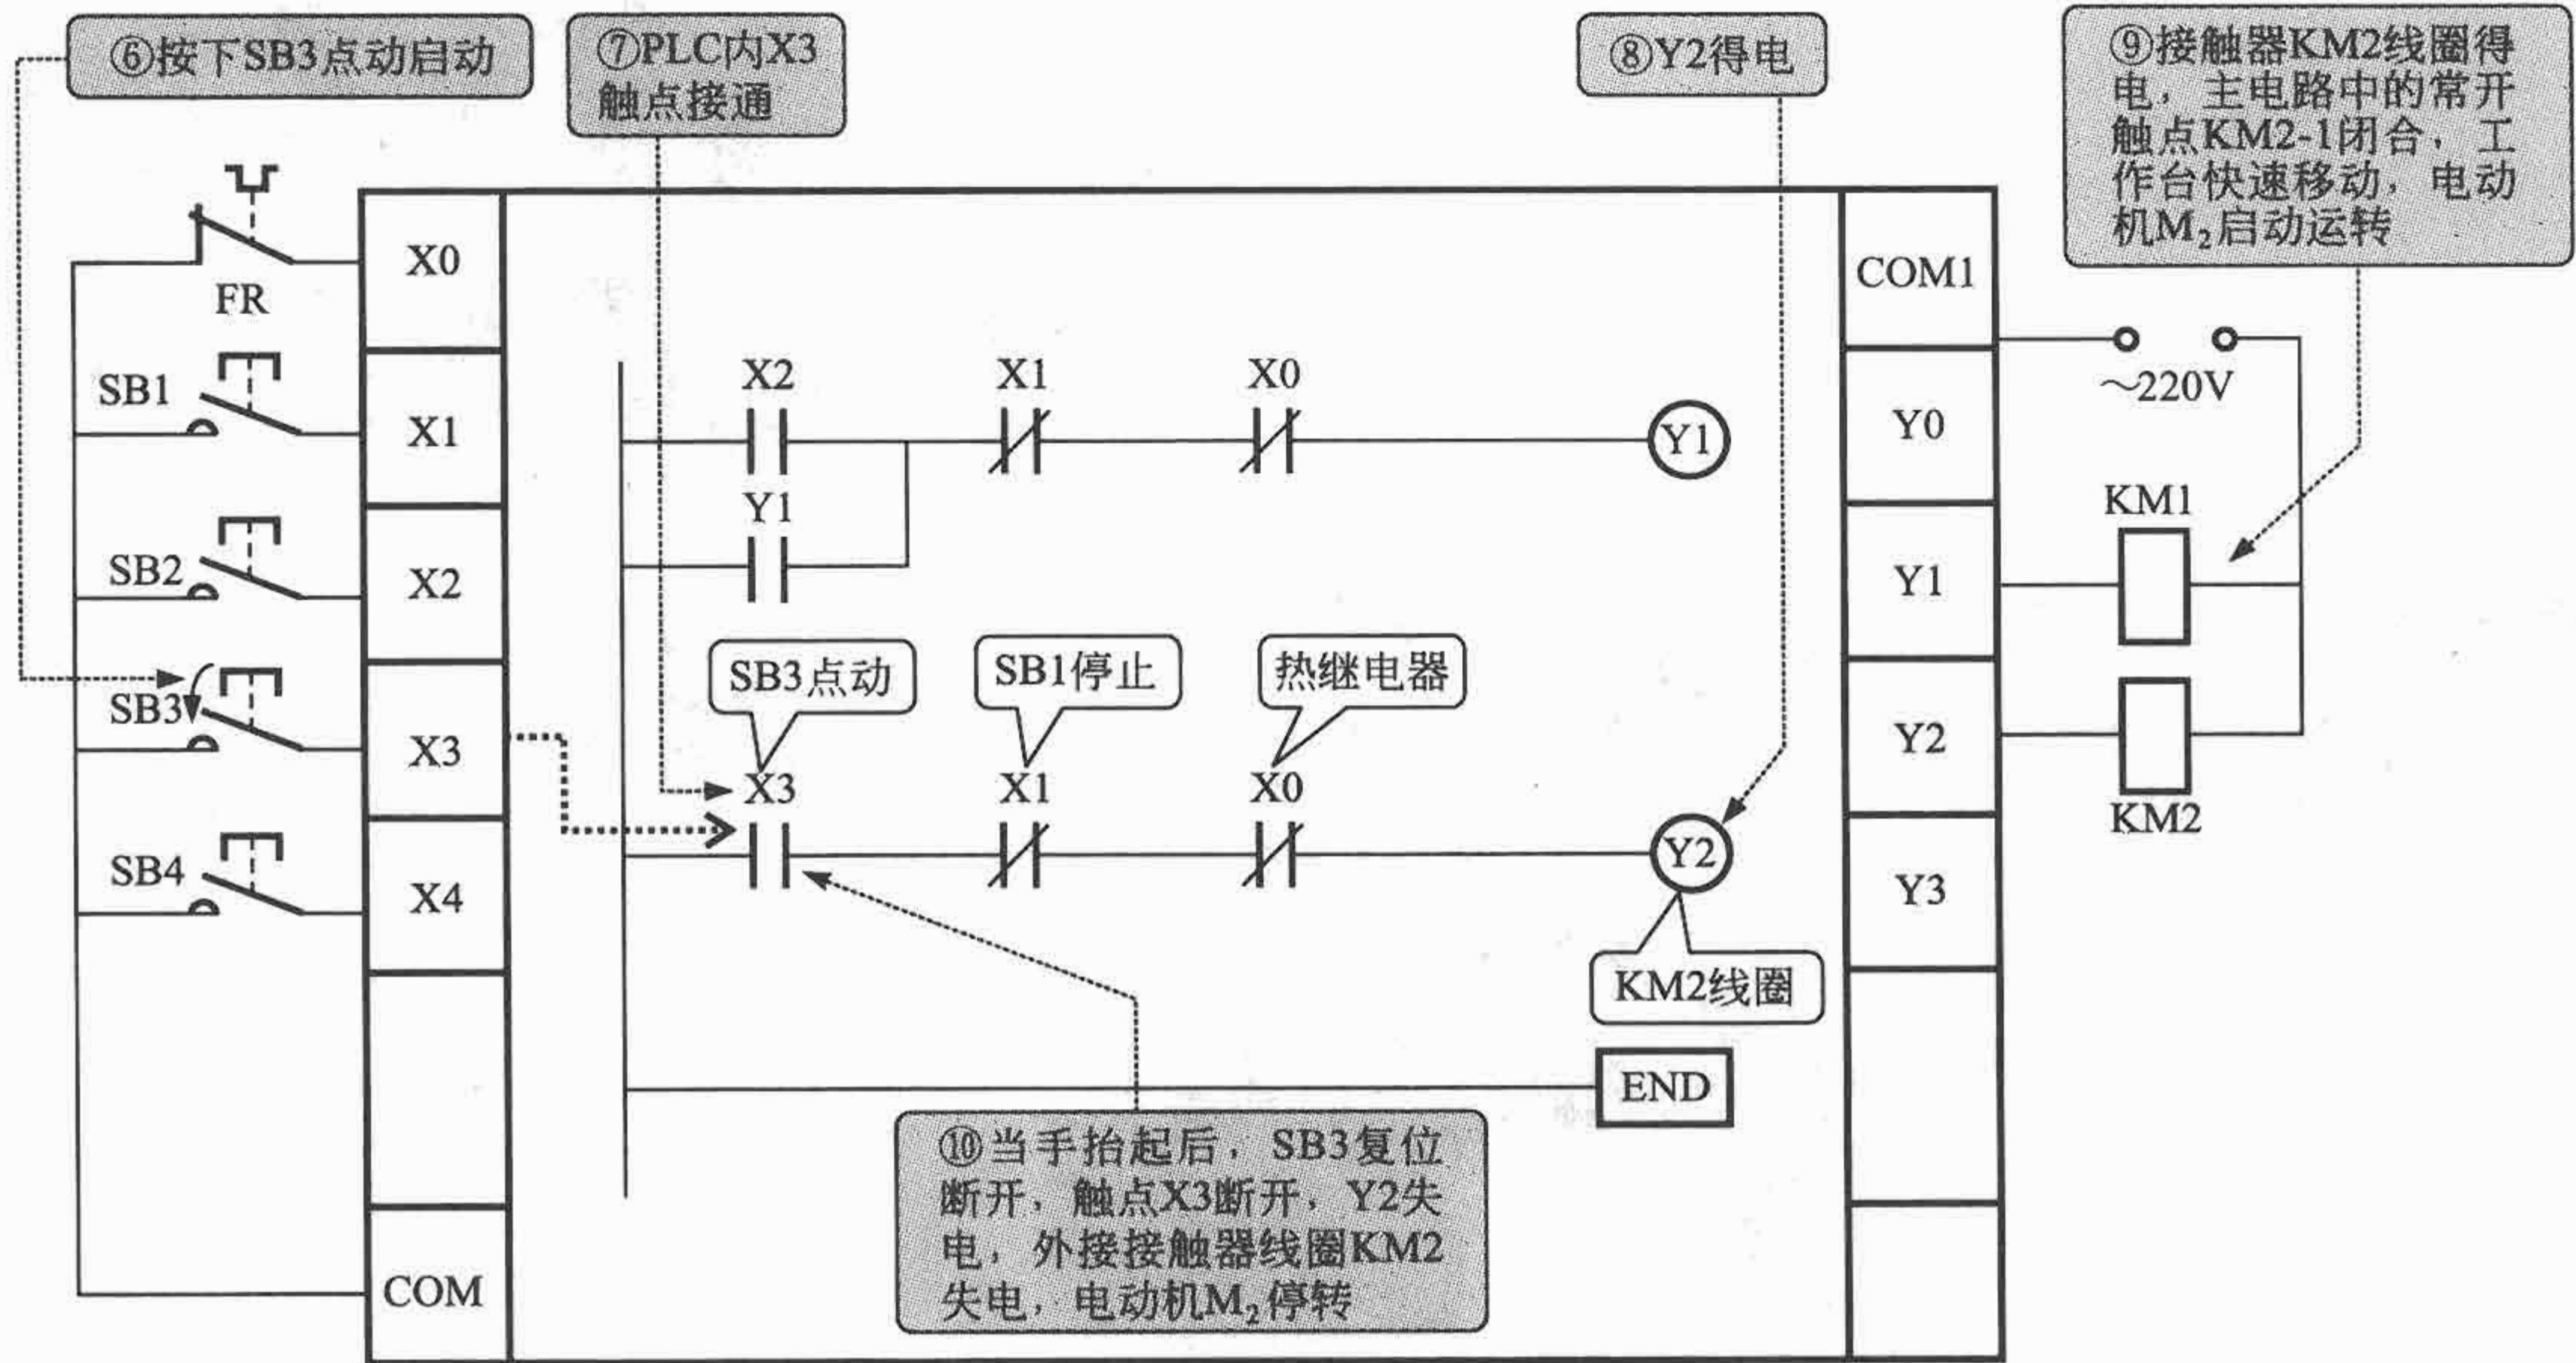 ⑥按下SB3点动启动
⑦PLC内X3
触点接通
⑧Y2得电
⑨接触器KM2线圈得
电，主电路中的常开
触点KM2-1闭合，工
作台快速移动，电动
机M₂启动运转
FR
SB1
SB2
SB3
SB4
X0
X1
X2
X3
X4
COM
X2
X1
X0
Y1
Y1
SB3点动
SB1停止
热继电器
X3
X1
X0
Y2
KM2线圈
END
⑩当手抬起后，SB3复位
断开，触点X3断开，Y2失
电，外接接触器线圈KM2
失电，电动机M₂停转
COM1
Y0
Y1
Y2
Y3
～220V
KM1
KM2